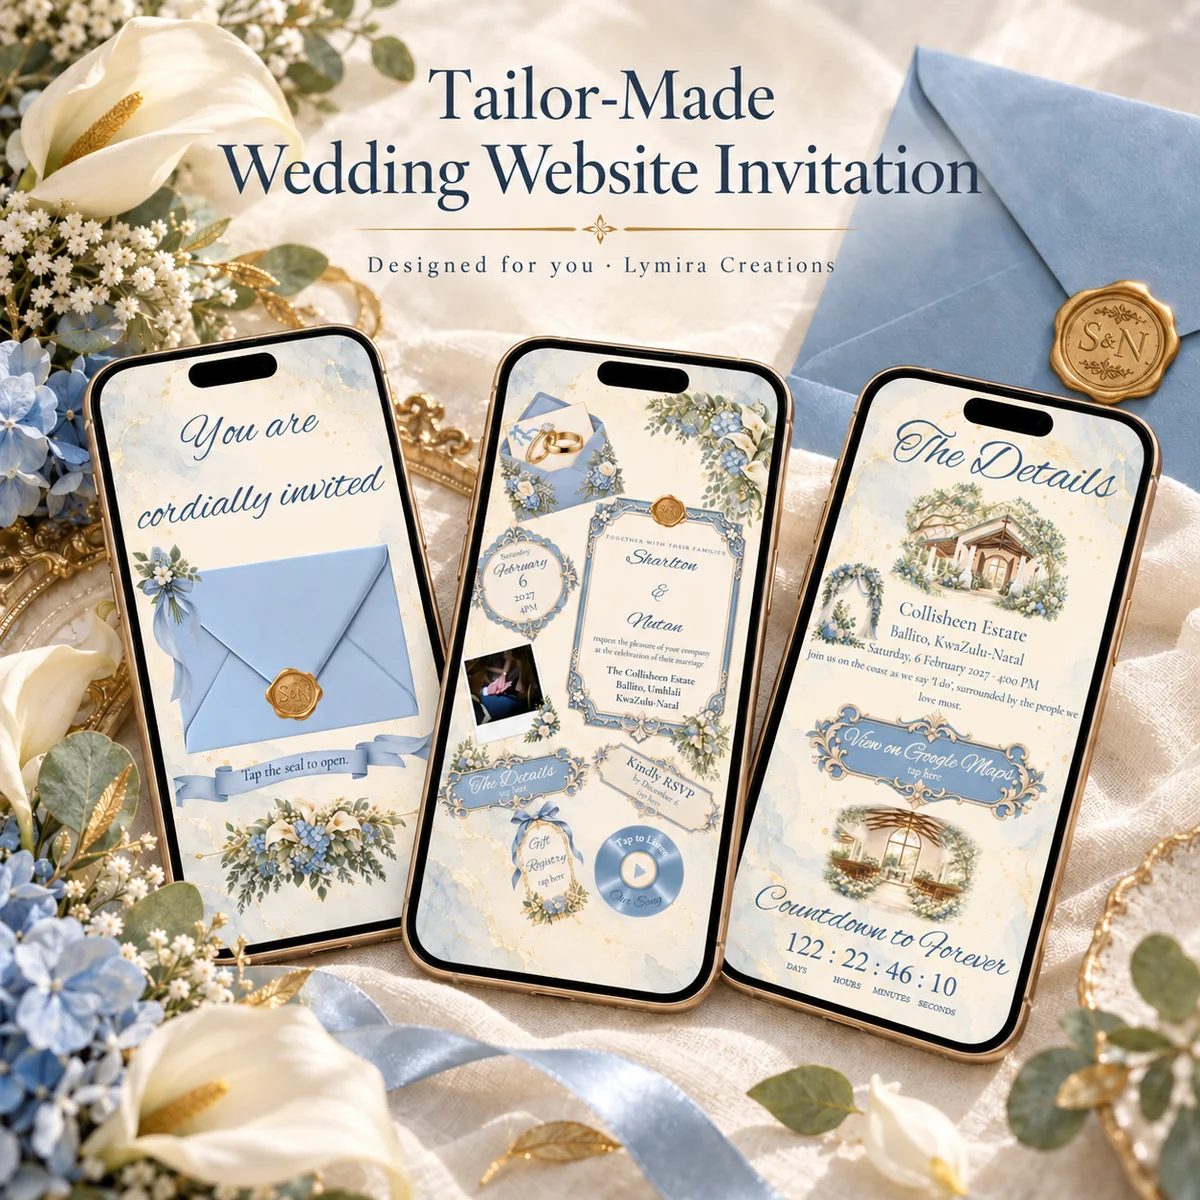 Tailor-Made
Wedding Website Invitation
Designed for you · Lymira Creations
S&N
You are
cordially invited
S&N
Tap the seal to open.
TOGETHER WITH THEIR FAMILIES
Sharlton
&
Nutan
request the pleasure of your company
at the celebration of their marriage
The Collisheen Estate
Ballito, Umhlali
KwaZulu-Natal
Saturday
February
6
2027
4PM
The Details
tap here
Kindly RSVP
by December 6
tap here
Gift
Registry
tap here
Tap to Listen
Our Song
The Details
Collisheen Estate
Ballito, KwaZulu-Natal
Saturday, 6 February 2027 · 4:00 PM
Join us on the coast as we say 'I do', surrounded by the people we
love most.
View on Google Maps
tap here
Countdown to Forever
122 : 22 : 46 : 10
DAYS HOURS MINUTES SECONDS